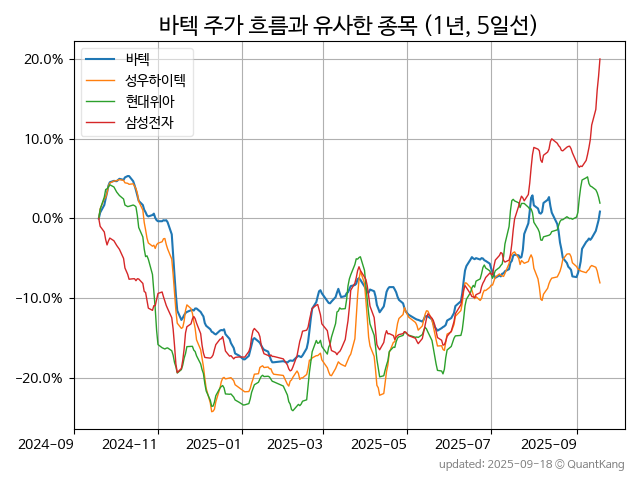 바텍 주가 흐름과 유사한 종목 (1년, 5일선)
바텍
성우하이텍
현대위아
삼성전자
20.0%
10.0%
0.0%
−10.0%
−20.0%
2024-09
2024-11
2025-01
2025-03
2025-05
2025-07
2025-09
updated: 2025-09-18 © QuantKang